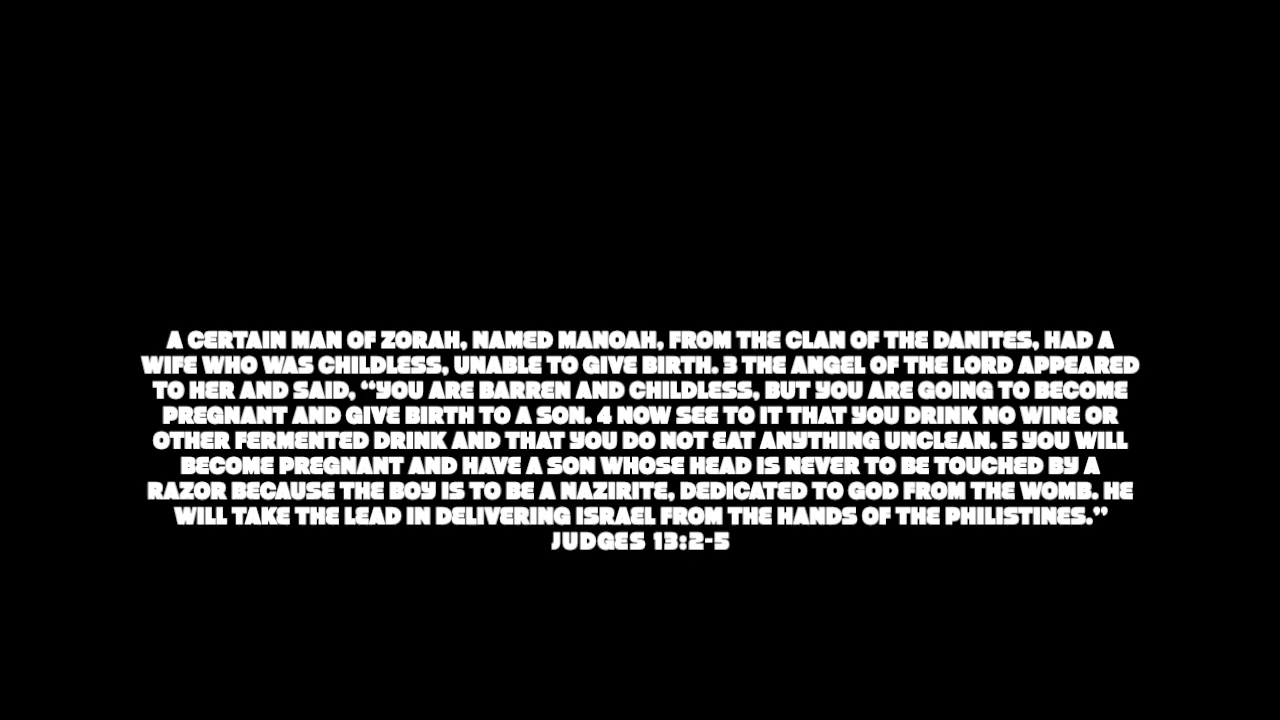 A CERTAIN MAN OF ZORAH, NAMED MANOAH, FROM THE CLAN OF THE DANITES, HAD A
WIFE WHO WAS CHILDLESS, UNABLE TO GIVE BIRTH. 3 THE ANGEL OF THE LORD APPEARED
TO HER AND SAID, “YOU ARE BARREN AND CHILDLESS, BUT YOU ARE GOING TO BECOME
PREGNANT AND GIVE BIRTH TO A SON. 4 NOW SEE TO IT THAT YOU DRINK NO WINE OR
OTHER FERMENTED DRINK AND THAT YOU DO NOT EAT ANYTHING UNCLEAN. 5 YOU WILL
BECOME PREGNANT AND HAVE A SON WHOSE HEAD IS NEVER TO BE TOUCHED BY A
RAZOR BECAUSE THE BOY IS TO BE A NAZIRITE, DEDICATED TO GOD FROM THE WOMB. HE
WILL TAKE THE LEAD IN DELIVERING ISRAEL FROM THE HANDS OF THE PHILISTINES.”
JUDGES 13:2-5